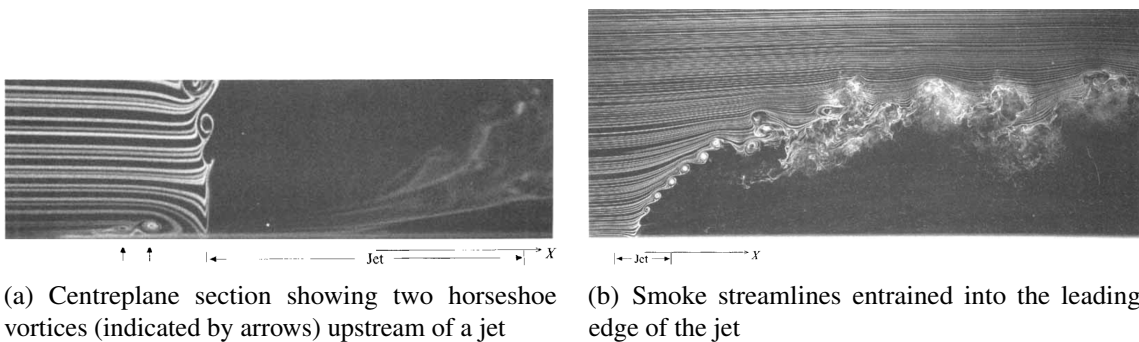 X
Jet
Jet
X
(a) Centreplane section showing two horseshoe
vortices (indicated by arrows) upstream of a jet
(b) Smoke streamlines entrained into the leading
edge of the jet